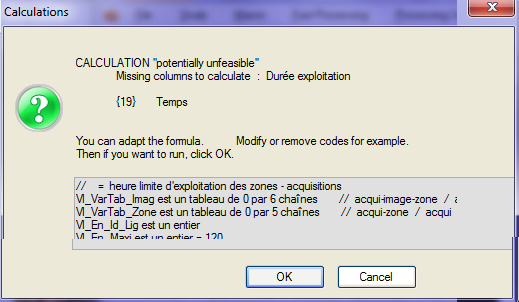 Calculations
CALCULATION "potentially unfeasible"
Missing columns to calculate : Durée exploitation
{19} Temps
You can adapt the formula. Modify or remove codes for example.
Then if you want to run, click OK.
// = heure limite d'exploitation des zones - acquisitions
VI_VarTab_Imag est un tableau de 0 par 6 chaînes // acqui-image-zone / a
VI_VarTab_Zone est un tableau de 0 par 5 chaînes // acqui-zone / acqui
VI_En_Id_Lig est un entier
VI_En_Maxi est un entier = 120
OK Cancel